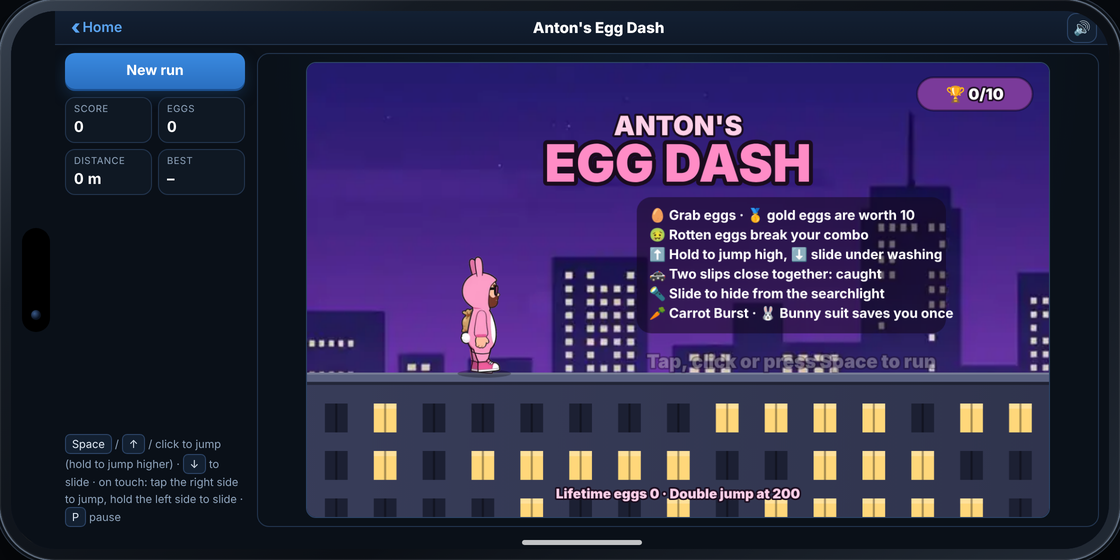 Home
Anton's Egg Dash
New run
SCORE
0
EGGS
0
DISTANCE
0 m
BEST
–
Space / ↑ / click to jump
(hold to jump higher) · ↓ to
slide · on touch: tap the right side
to jump, hold the left side to slide ·
P pause
0/10
ANTON'S
EGG DASH
Grab eggs · 🥇 gold eggs are worth 10
Rotten eggs break your combo
Hold to jump high, ⬇️ slide under washing
Two slips close together: caught
Slide to hide from the searchlight
Carrot Burst · 🐰 Bunny suit saves you once
Tap, click or press Space to run
Lifetime eggs 0 · Double jump at 200